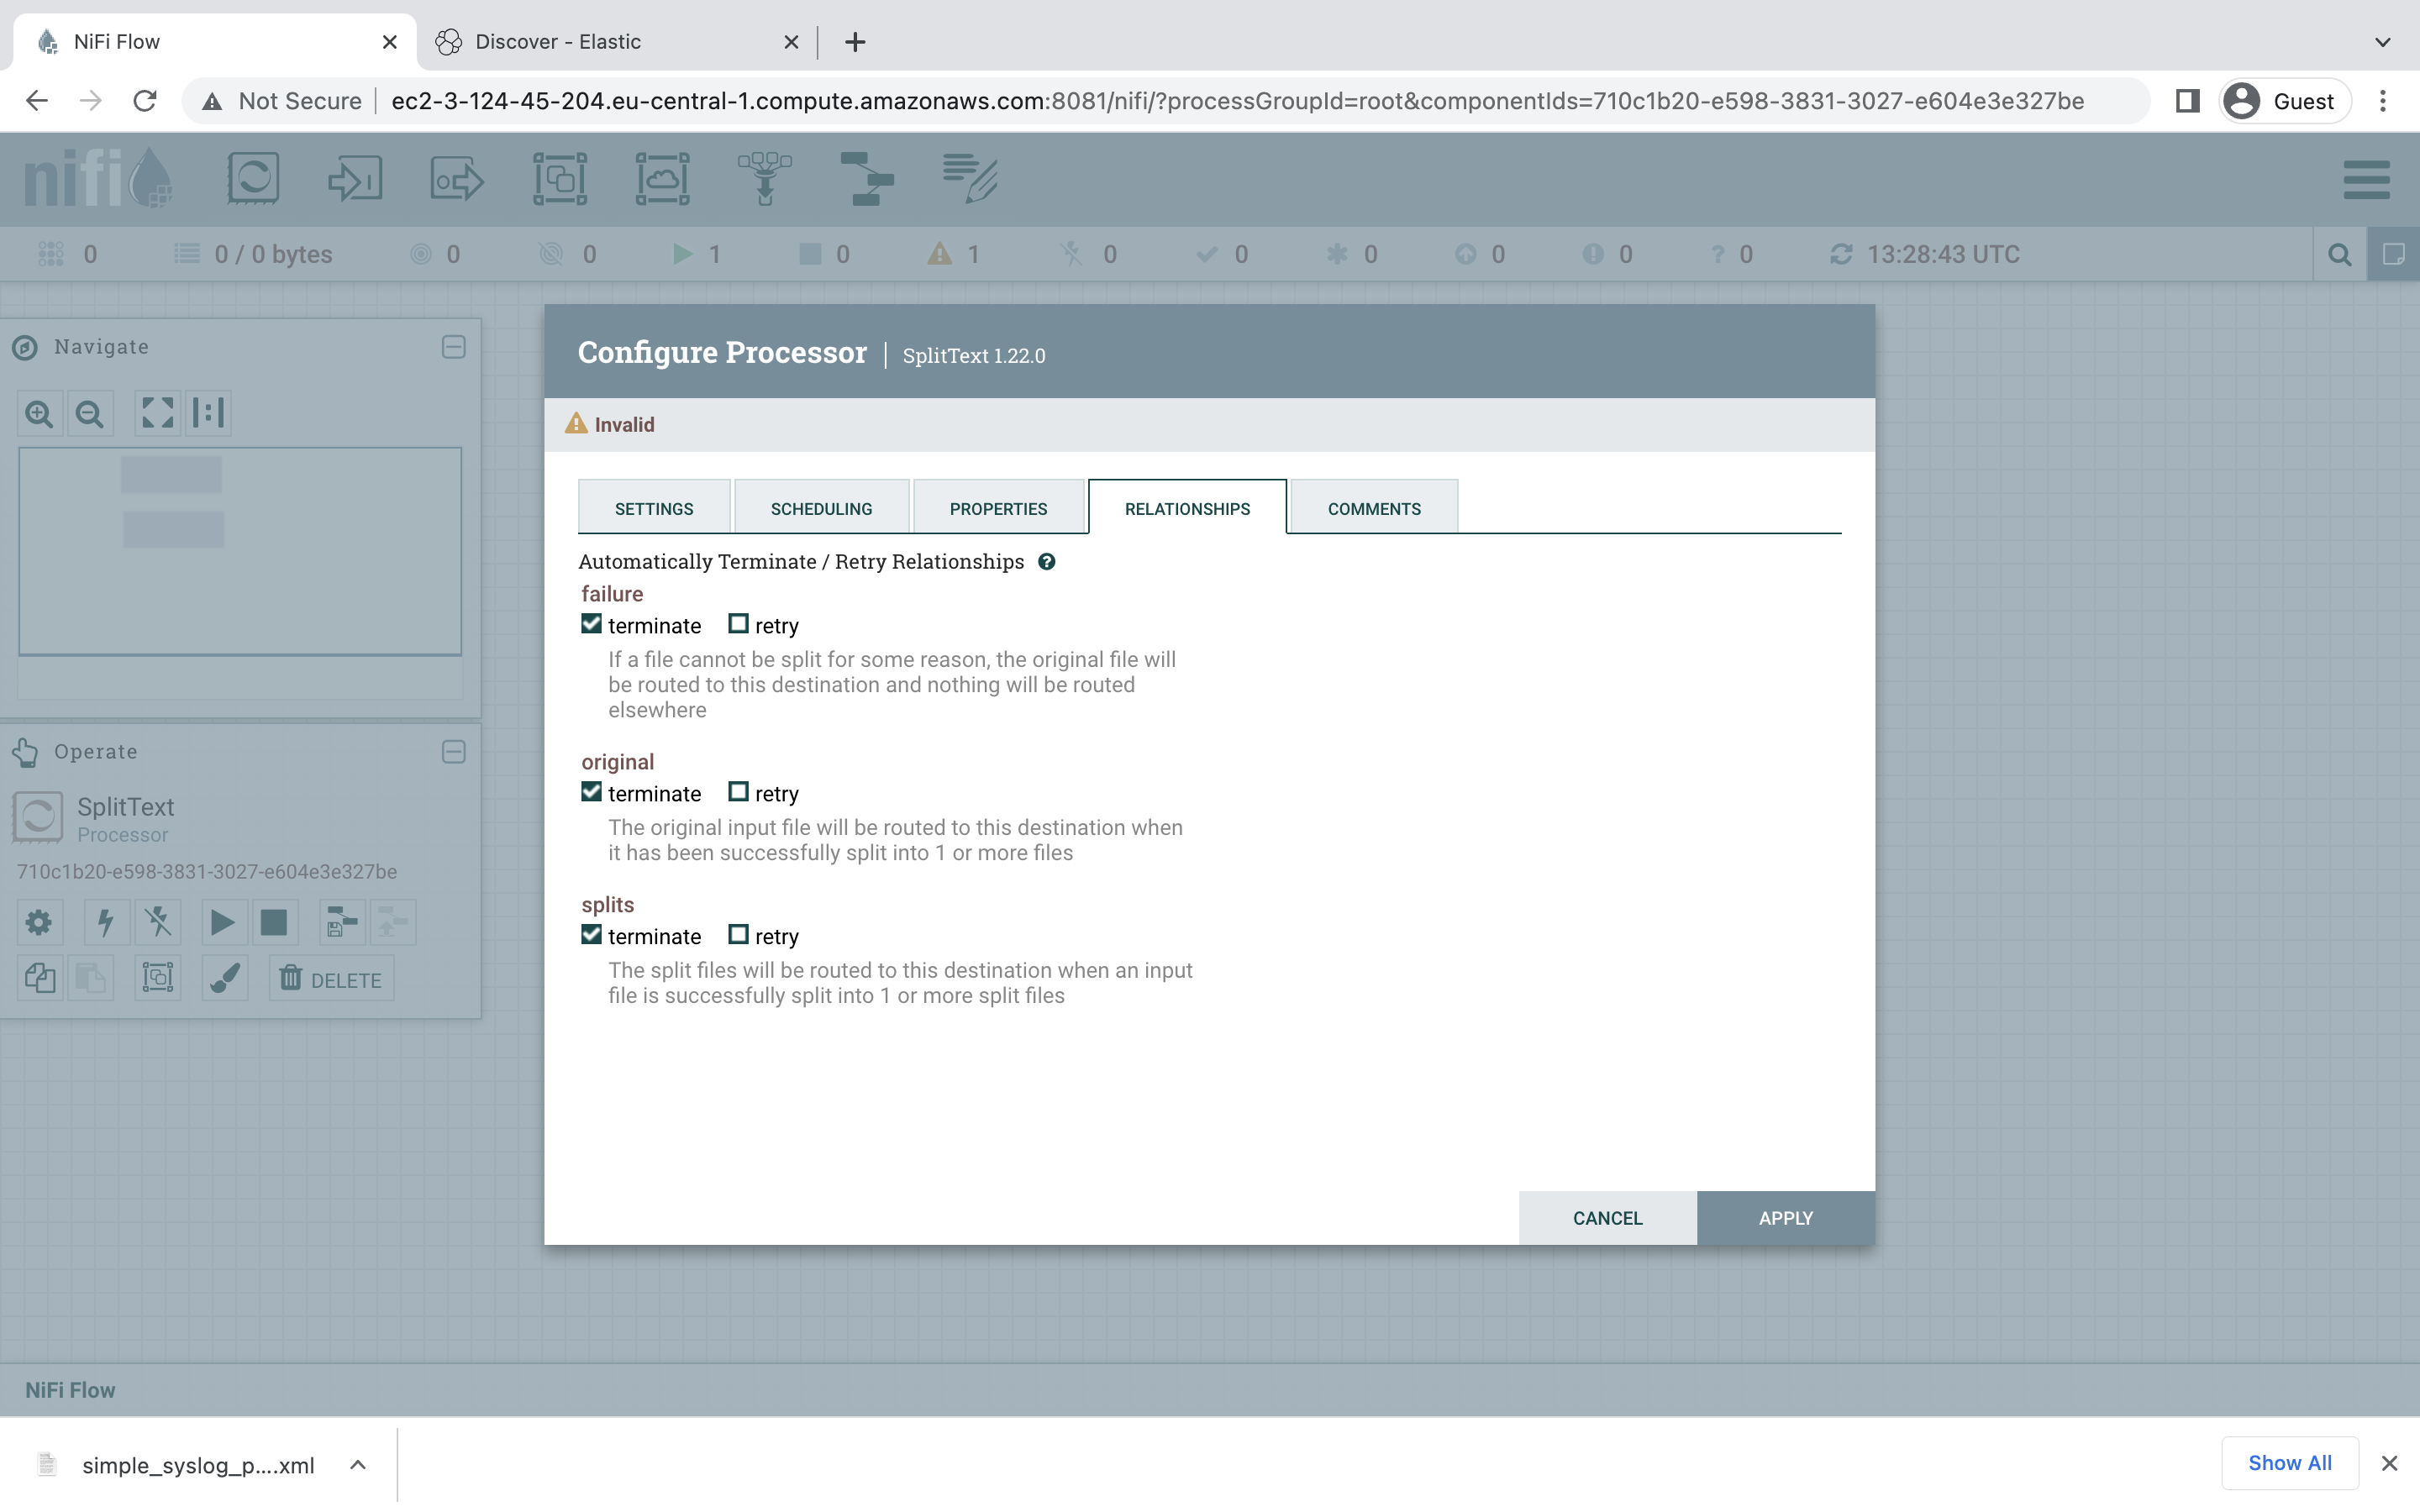 NiFi Flow
Discover - Elastic
Not Secure
ec2-3-124-45-204.eu-central-1.compute.amazonaws.com:8081/nifi/?processGroupId=root&componentIds=710c1b20-e598-3831-3027-e604e3e327be
Guest
nifi
0
0 / 0 bytes
0
0
1
0
1
0
0
0
0
0
? 0
13:28:43 UTC
Navigate
Operate
SplitText
Processor
710c1b20-e598-3831-3027-e604e3e327be
DELETE
Configure Processor | SplitText 1.22.0
Invalid
SETTINGS
SCHEDULING
PROPERTIES
RELATIONSHIPS
COMMENTS
Automatically Terminate / Retry Relationships
failure
terminate retry
If a file cannot be split for some reason, the original file will
be routed to this destination and nothing will be routed
elsewhere
original
terminate retry
The original input file will be routed to this destination when
it has been successfully split into 1 or more files
splits
terminate retry
The split files will be routed to this destination when an input
file is successfully split into 1 or more split files
CANCEL
APPLY
NiFi Flow
simple_syslog_p....xml
Show All